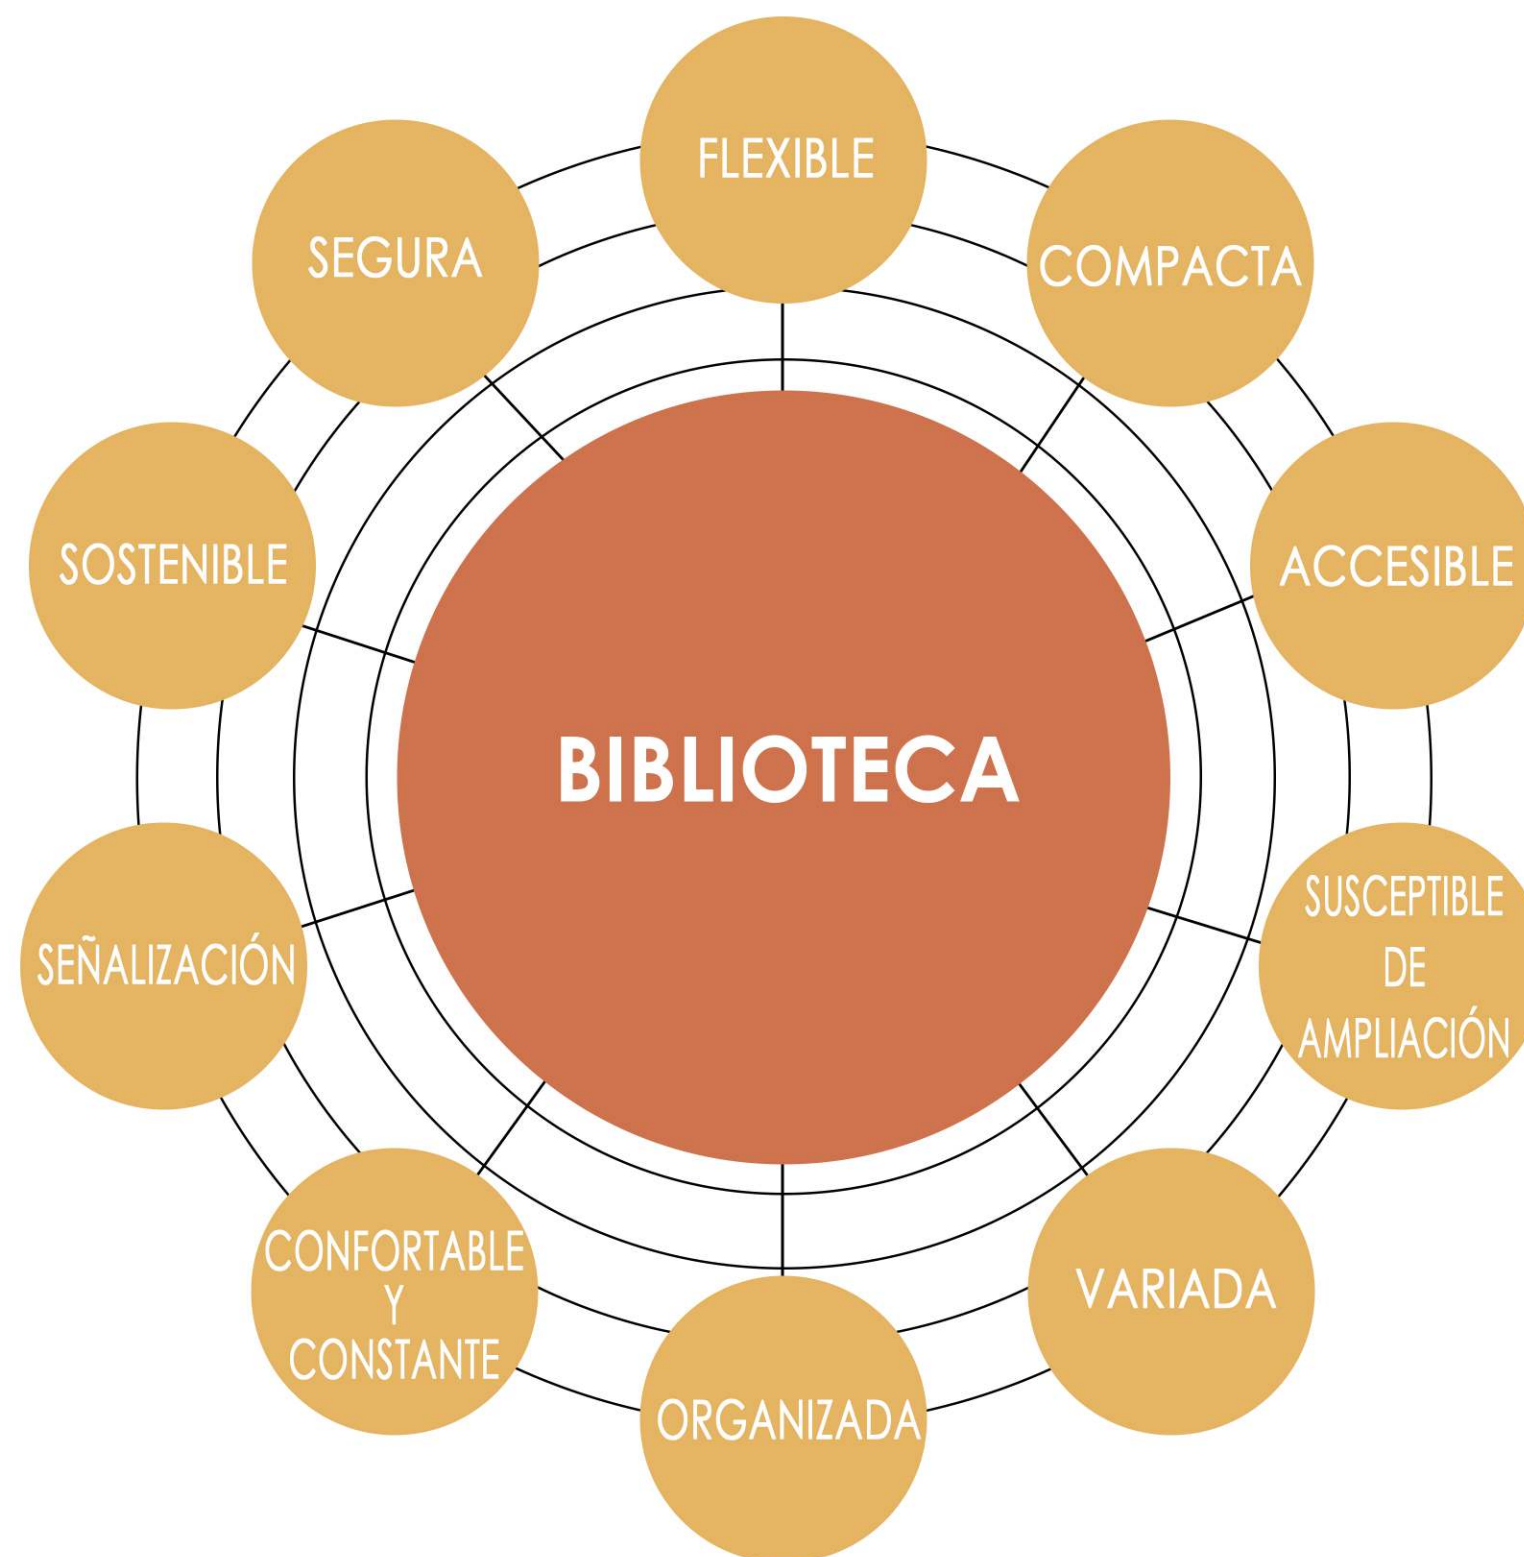 FLEXIBLE
COMPACTA
ACCESIBLE
SUSCEPTIBLE
DE
AMPLIACIÓN
VARIADA
ORGANIZADA
CONFORTABLE
Y
CONSTANTE
SEÑALIZACIÓN
SOSTENIBLE
SEGURA
BIBLIOTECA